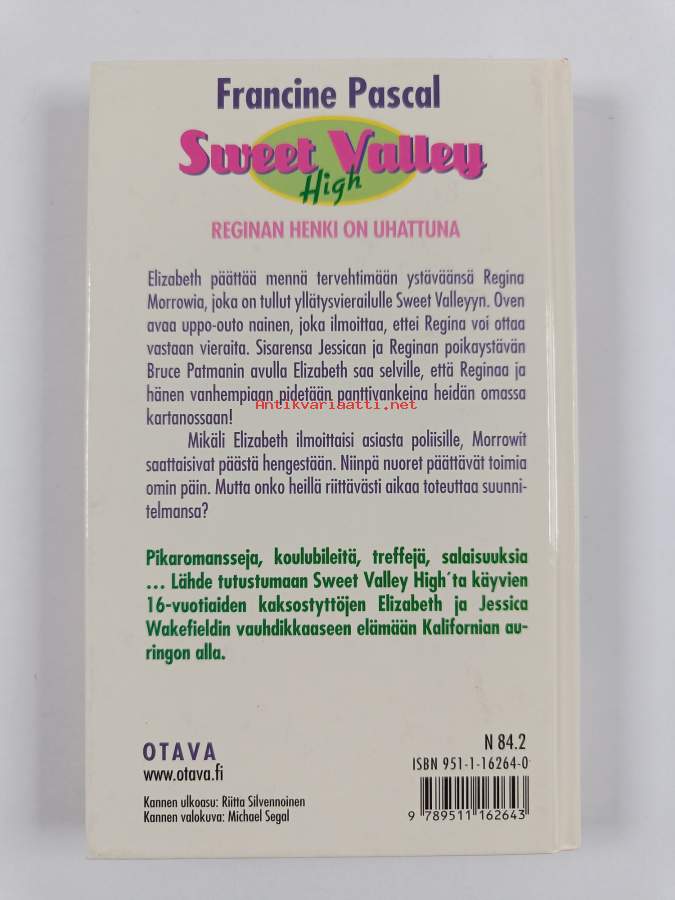 Francine Pascal
Sweet Valley
High
REGINAN HENKI ON UHATTUNA
Elizabeth päättää mennä tervehtimään ystäväänsä Regina
Morrowia, joka on tullut yllätysvierailulle Sweet Valleyyn. Oven
avaa uppo-outo nainen, joka ilmoittaa, ettei Regina voi ottaa
vastaan vieraita. Sisarensa Jessican ja Reginan poikaystävän
Bruce Patmanin avulla Elizabeth saa selville, että Reginaa ja
hänen vanhempiaan pidetään panttivankeina heidän omassa
kartanossaan!
Antikvariaatti.net
Mikäli Elizabeth ilmoittaisi asiasta poliisille, Morrowit
saattaisivat päästä hengestään. Niinpä nuoret päättävät toimia
omin päin. Mutta onko heillä riittävästi aikaa toteuttaa suunni-
telmansa?
Pikaromansseja, koulubileitä, treffejä, salaisuuksia
... Lähde tutustumaan Sweet Valley High´ta käyvien
16-vuotiaiden kaksostyttöjen Elizabeth ja Jessica
Wakefieldin vauhdikkaaseen elämään Kalifornian au-
ringon alla.
OTAVA
www.otava.fi
Kannen ulkoasu: Riitta Silvennoinen
Kannen valokuva: Michael Segal
N 84.2
ISBN 951-1-16264-0
9 789511 162643